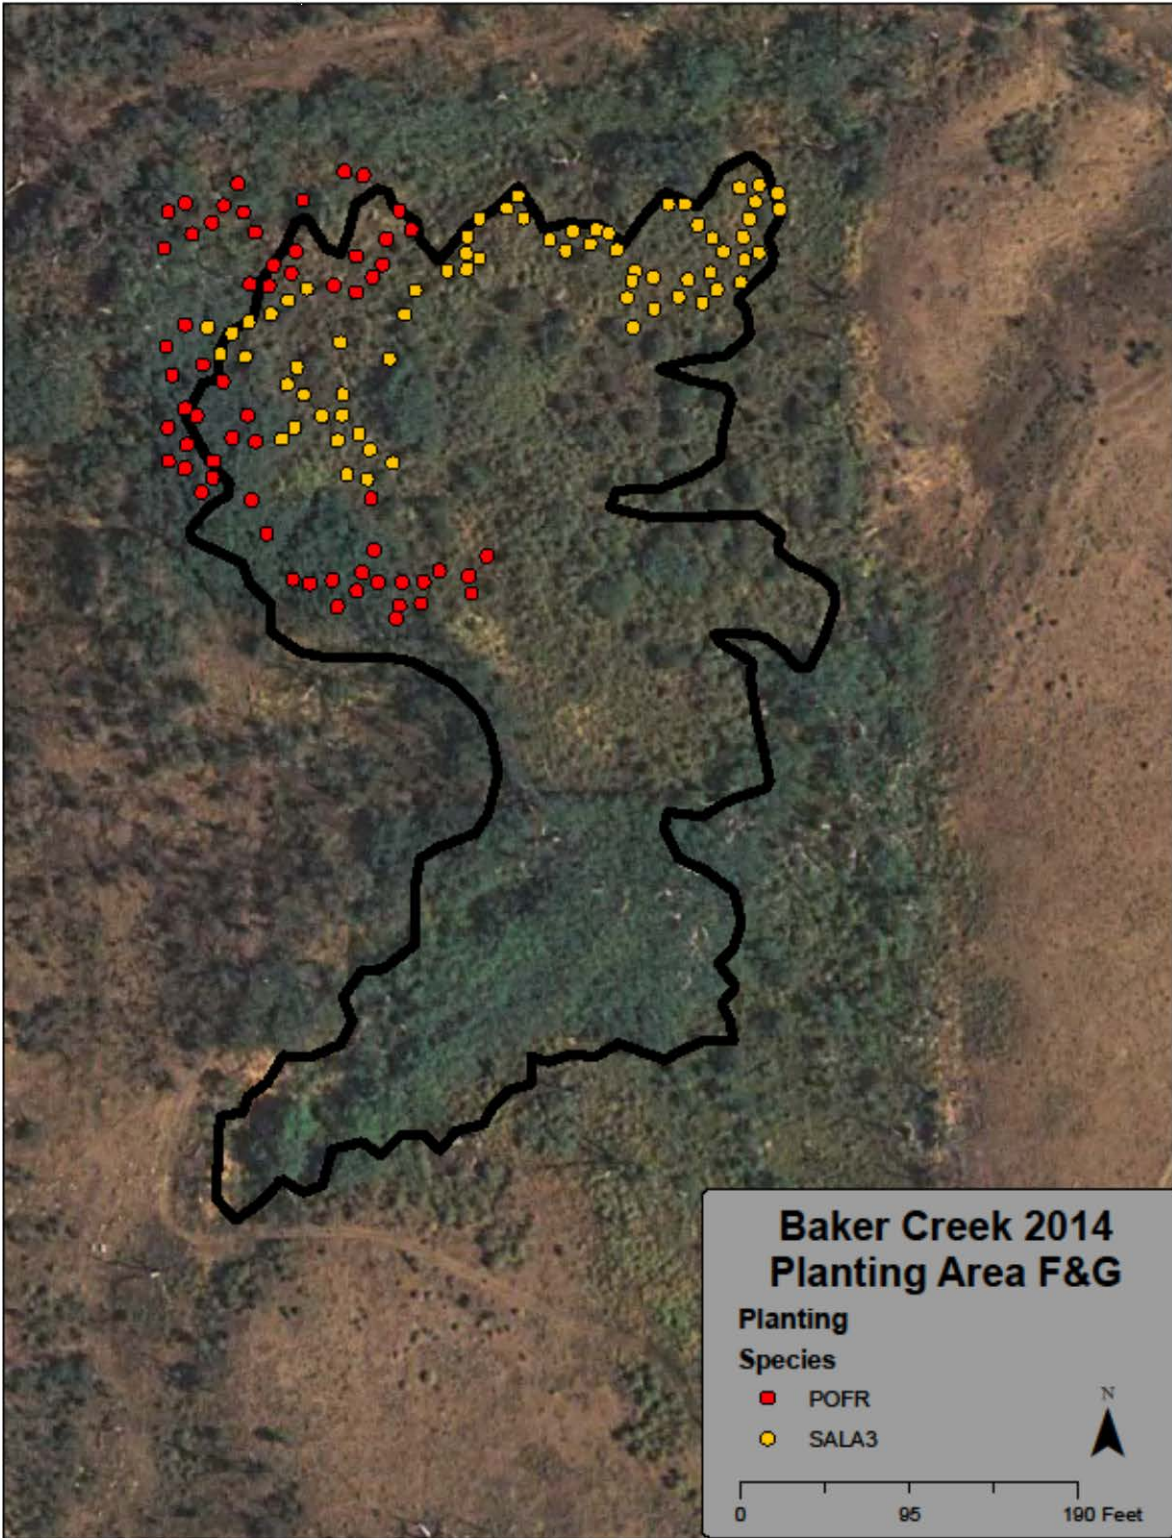 Baker Creek 2014
Planting Area F&G
Planting
Species
POFR
SALA3
N
0 95 190 Feet